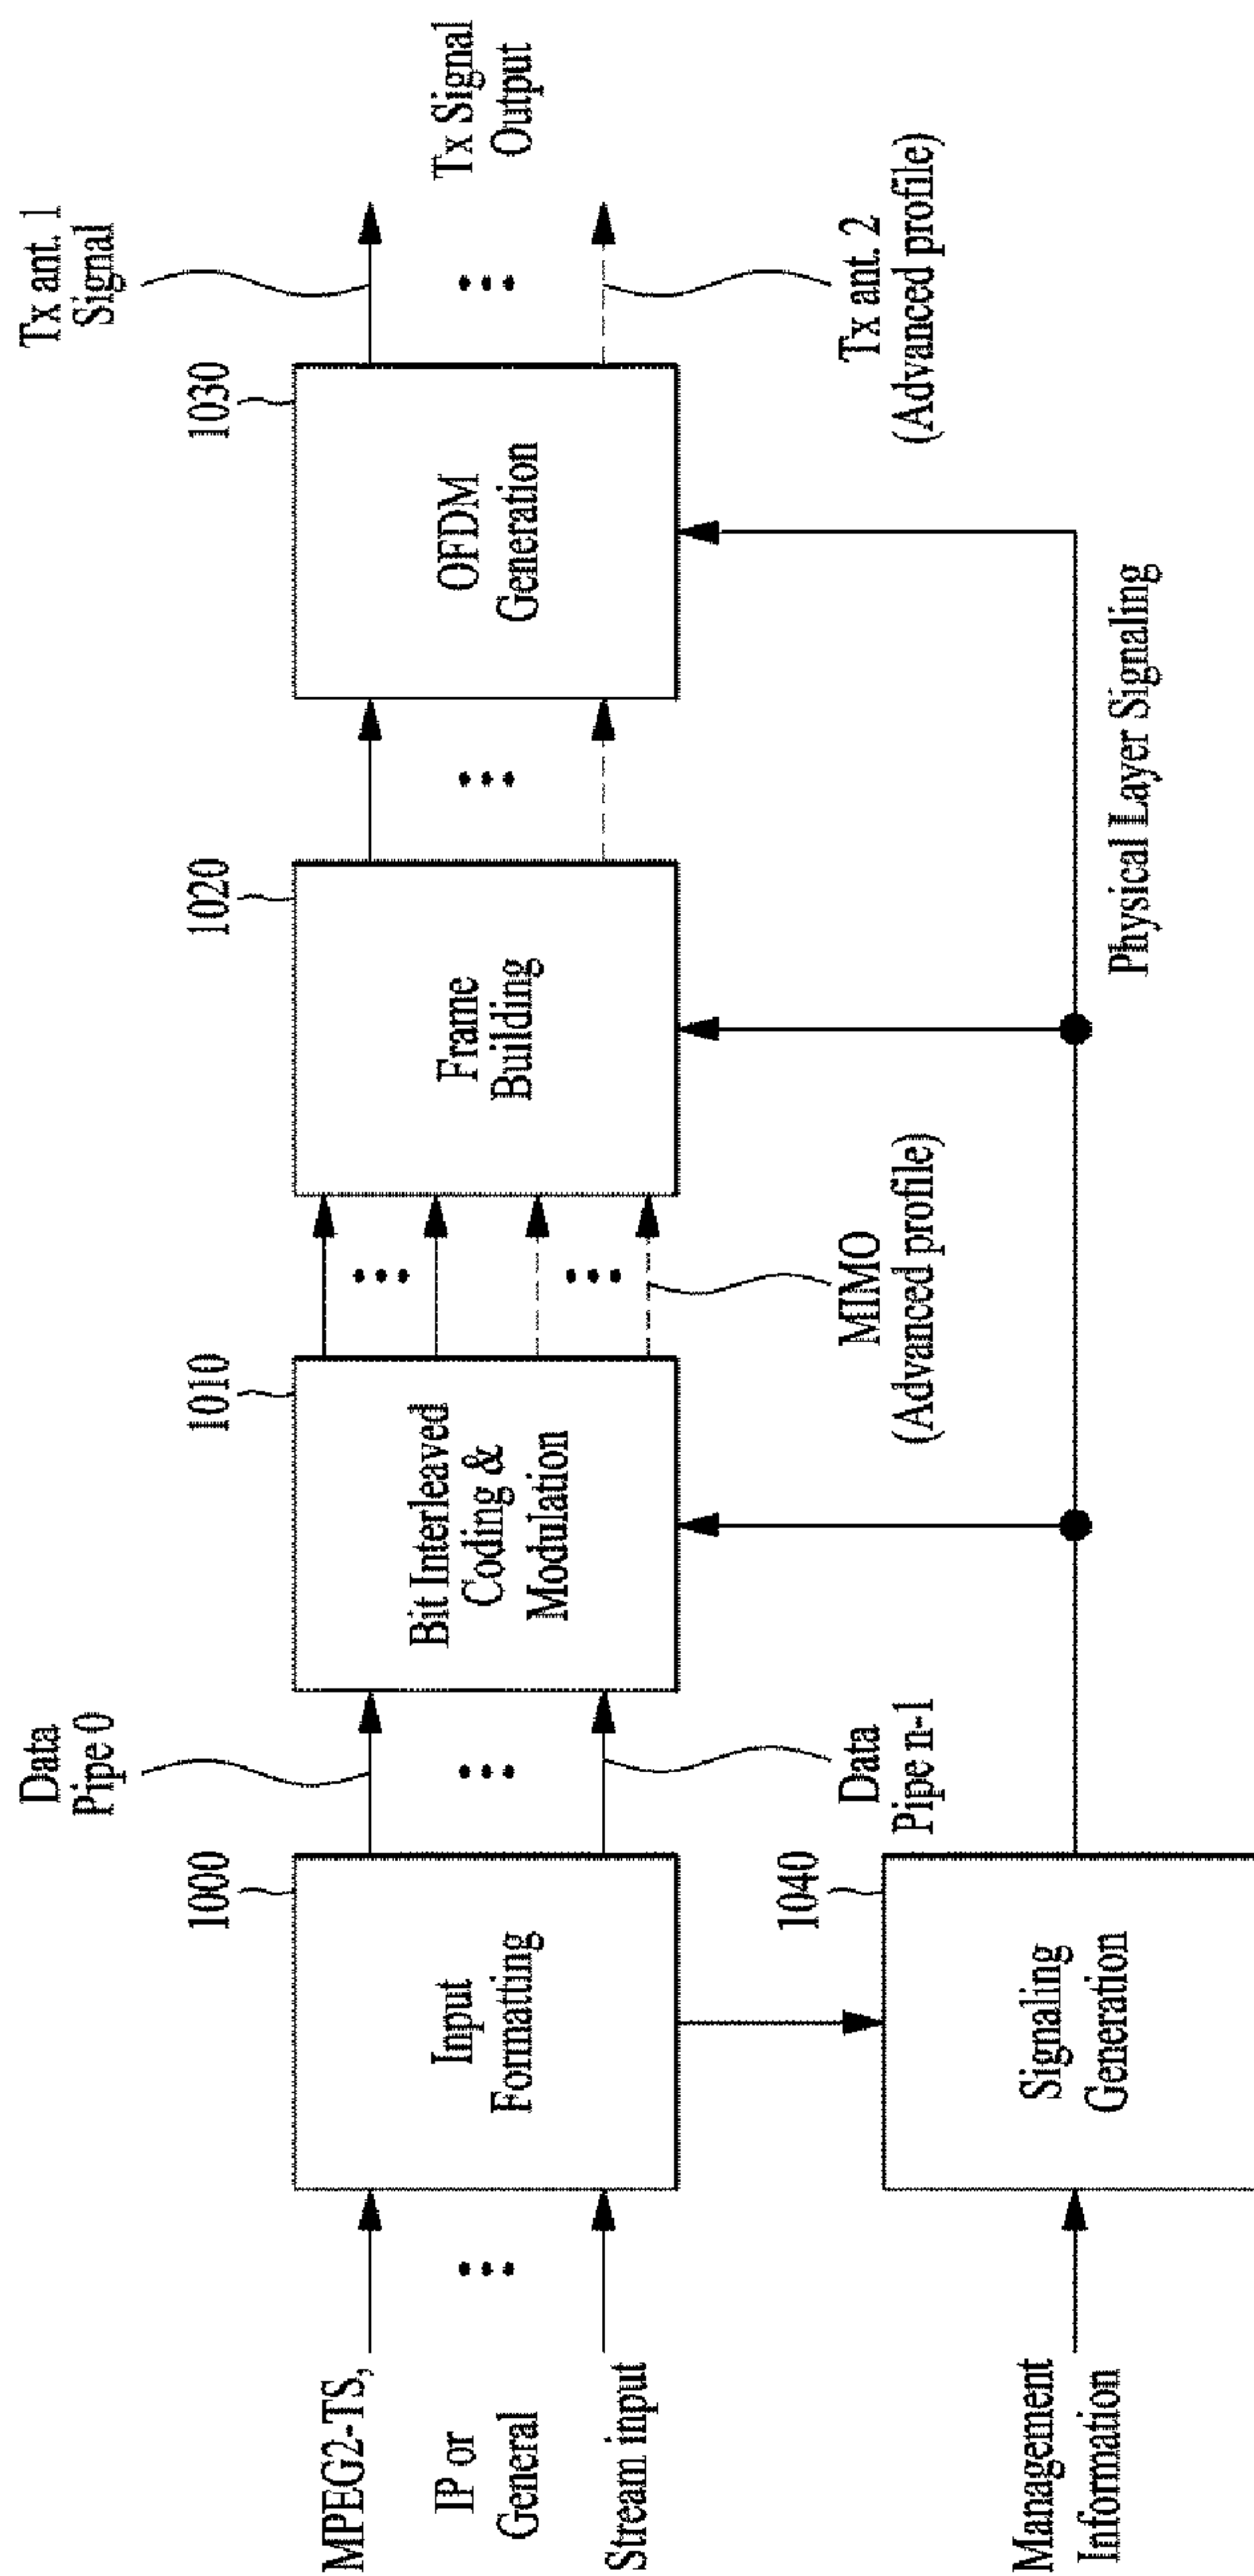 MPEG2-TS,
IP or
General
Stream input
Management
Information
1000
Input
Formatting
1040
Signaling
Generation
Data
Pipe 0
Data
Pipe n-1
1010
Bit Interleaved
Coding &
Modulation
MIMO
(Advanced profile)
1020
Frame
Building
Physical Layer Signaling
1030
OFDM
Generation
Tx ant. 1
Signal
Tx Signal
Output
Tx ant. 2
(Advanced profile)